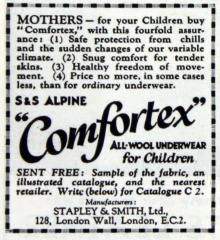 MOTHERS — for your Children buy
"Comfortex," with this fourfold assur-
ance: (1) Safe protection from chills
and the sudden changes of our variable
climate. (2) Snug comfort for tender
skins. (3) Healthy freedom of move-
ment. (4) Price no more, in some cases
less, than for ordinary underwear.
S&S ALPINE
"Comfortex"
ALL-WOOL UNDERWEAR
for Children
SENT FREE: Sample of the fabric, an
illustrated catalogue, and the nearest
retailer. Write (below) for Catalogue C 2.
Manufacturers:
STAPLEY & SMITH, Ltd.,
128, London Wall, London, E.C.2.